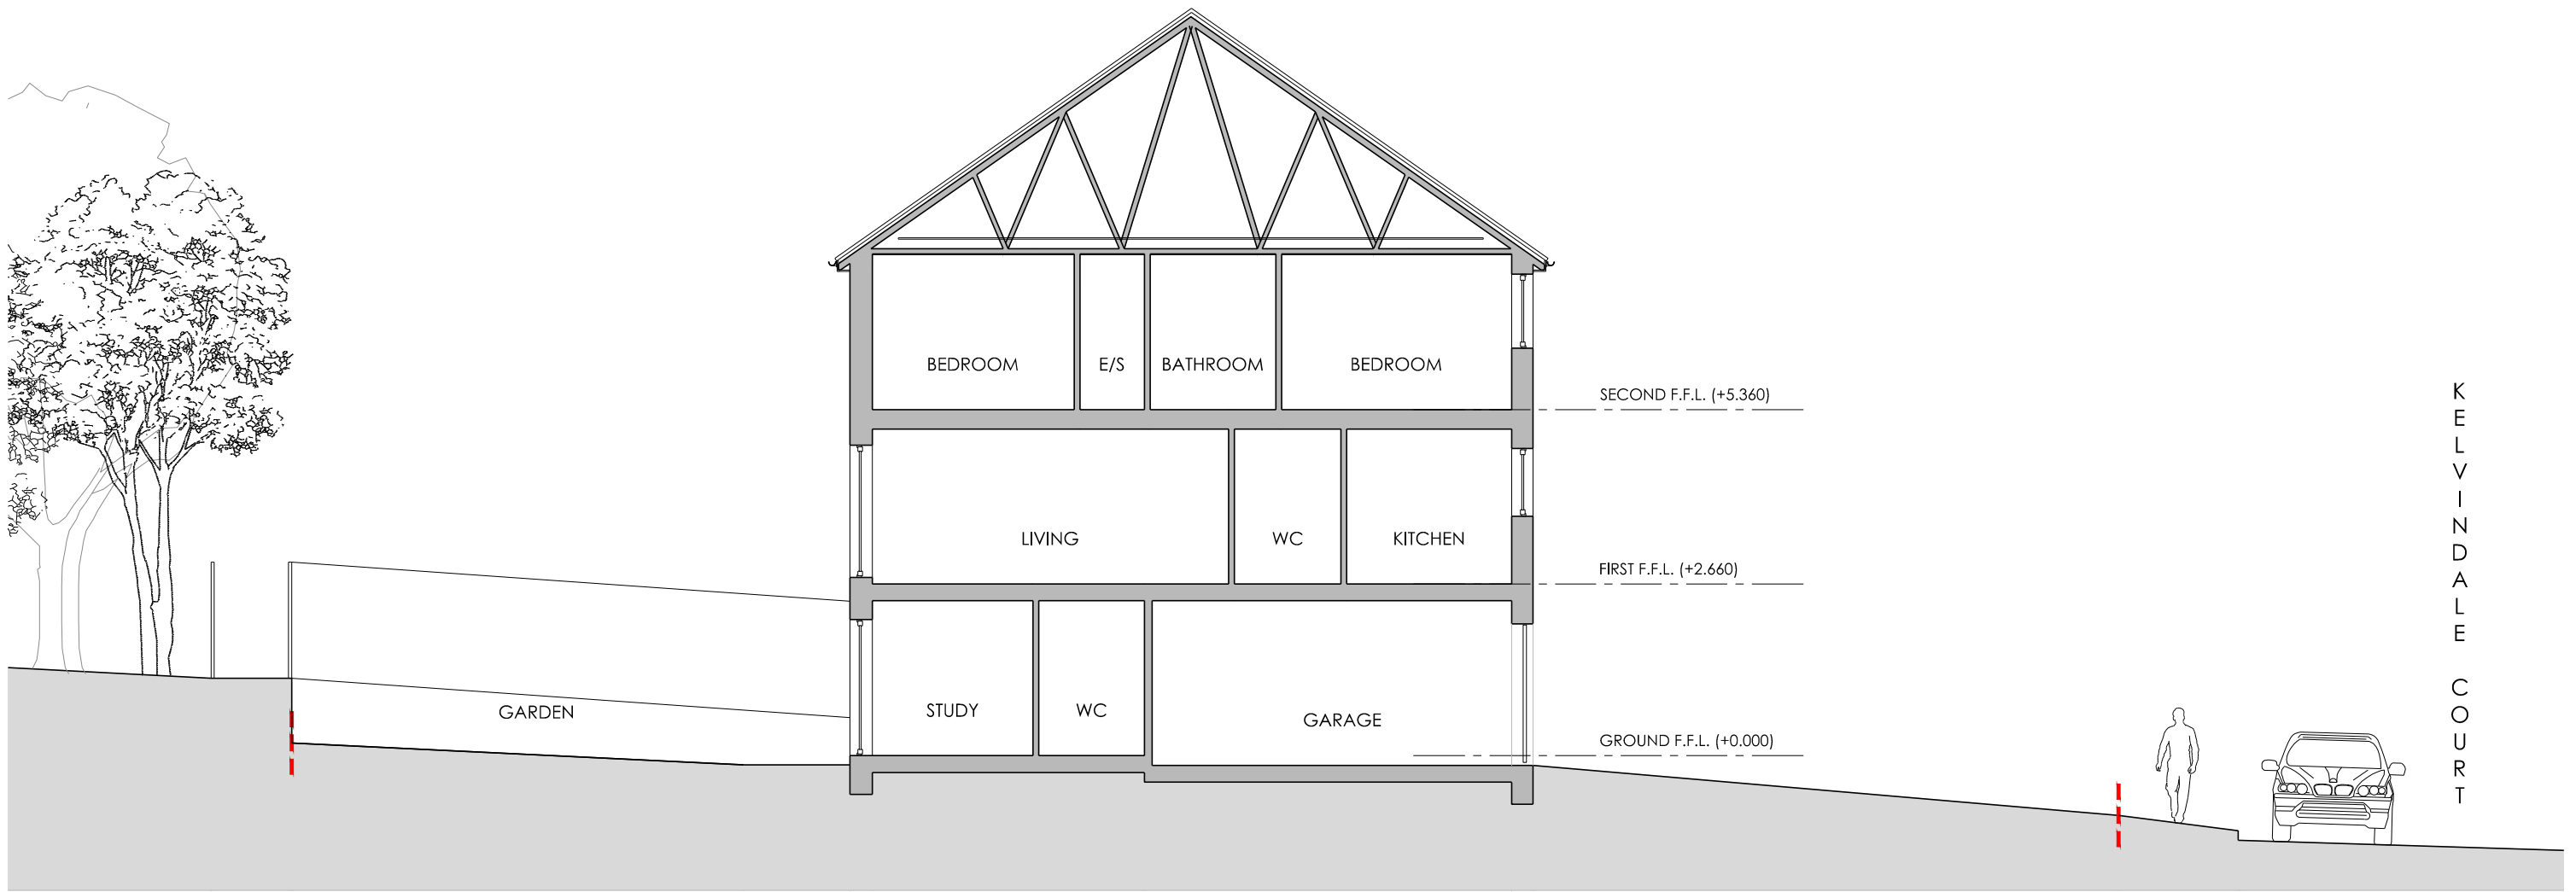 BEDROOM
E/S
BATHROOM
BEDROOM
SECOND F.F.L. (+5.360)
LIVING
WC
KITCHEN
FIRST F.F.L. (+2.660)
GARDEN
STUDY
WC
GARAGE
GROUND F.F.L. (+0.000)
KELVINDALE COURT